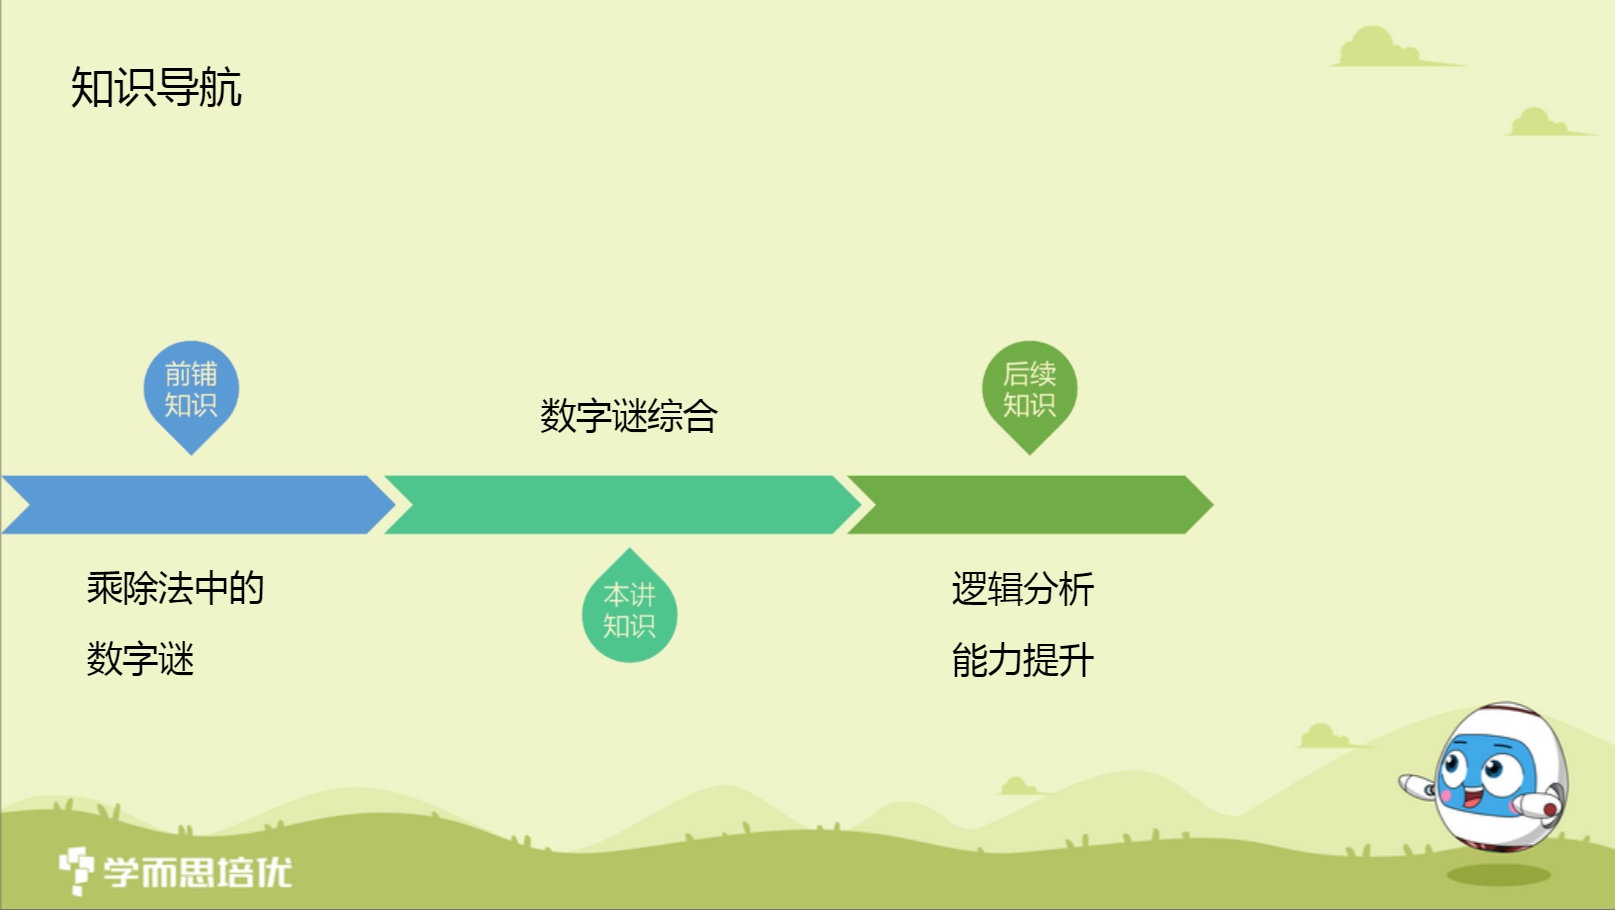 知识导航
前铺
知识
乘除法中的
数字谜
数字谜综合
本讲
知识
后续
知识
逻辑分析
能力提升
学而思培优